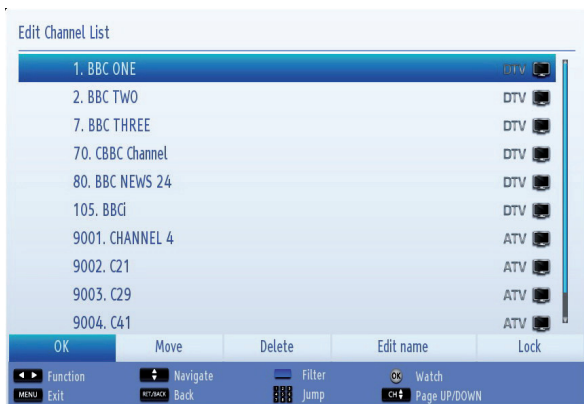 Edit Channel List
1. BBC ONE DTV
2. BBC TWO DTV
7. BBC THREE DTV
70. CBBC Channel DTV
80. BBC NEWS 24 DTV
105. BBCi DTV
9001. CHANNEL 4 ATV
9002. C21 ATV
9003. C29 ATV
9004. C41 ATV
OK Move Delete Edit name Lock
Function Navigate Filter OK Watch
MENU Exit RET./BACK Back Jump CH Page UP/DOWN